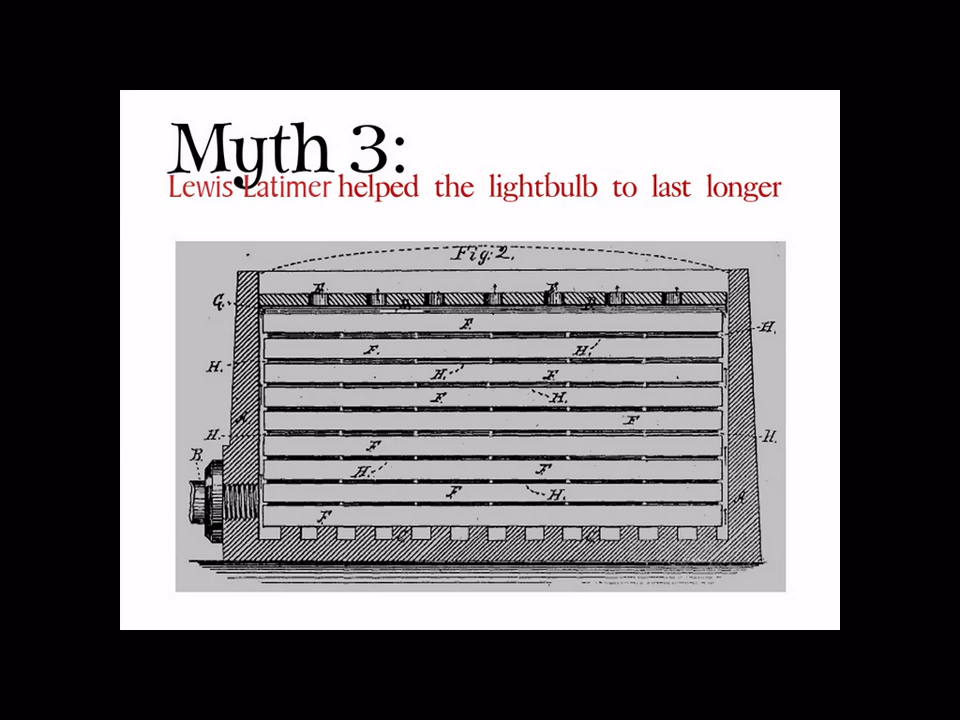 Myth 3:
Lewis Latimer helped the lightbulb to last longer
Fig. 2.
E E
G. B B
F. H.
F. H.
H. H. F
F H.
A F
H. F H.
B. H. F
F H. A
F
C C